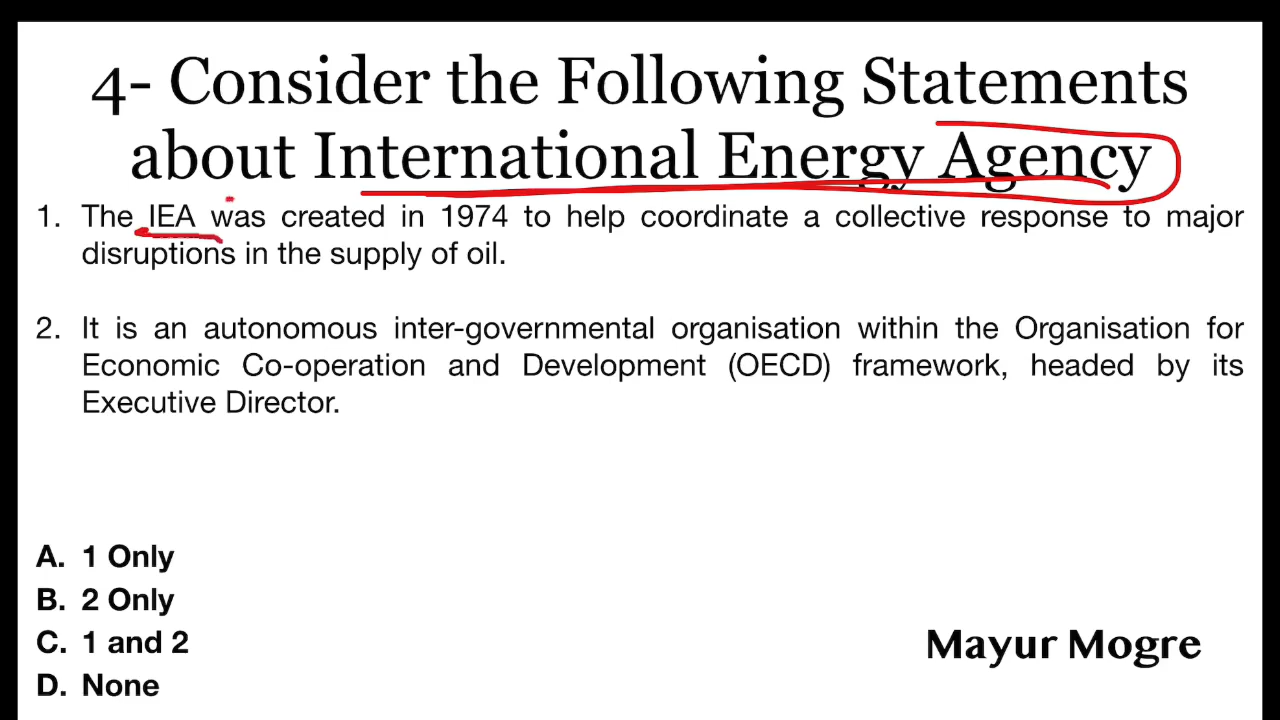 4- Consider the Following Statements
about International Energy Agency
1. The IEA was created in 1974 to help coordinate a collective response to major
disruptions in the supply of oil.
2. It is an autonomous inter-governmental organisation within the Organisation for
Economic Co-operation and Development (OECD) framework, headed by its
Executive Director.
A. 1 Only
B. 2 Only
C. 1 and 2
D. None
Mayur Mogre